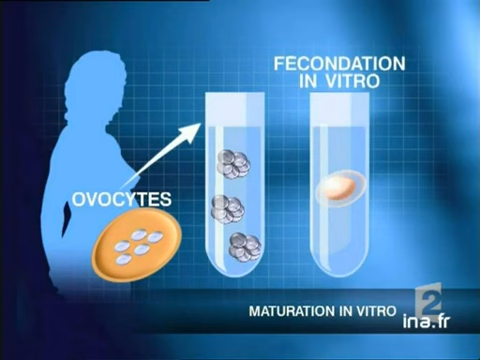 FECONDATION
IN VITRO
OVOCYTES
MATURATION IN VITRO
2
ina.fr